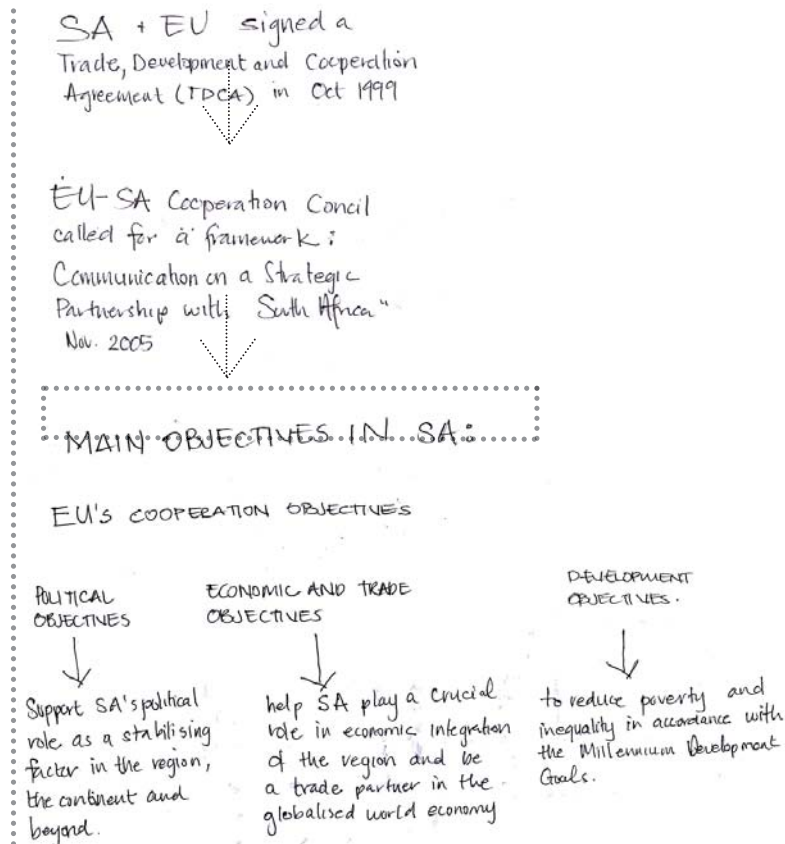 SA + EU signed a
Trade, Development and Cooperation
Agreement (TDCA) in Oct 1999
EU-SA Cooperation Concil
called for a framework:
Communication on a Strategic
Partnership with South Africa"
Nov. 2005
MAIN OBJECTIVES IN SA:
EU's COOPERATION OBJECTIVES
POLITICAL
OBJECTIVES
Support SA's political
role as a stabilising
factor in the region,
the continent and
beyond.
ECONOMIC AND TRADE
OBJECTIVES
help SA play a crucial
role in economic integration
of the region and be
a trade partner in the
globalised world economy
DEVELOPMENT
OBJECTIVES.
to reduce poverty and
inequality in accordance with
the Millennium Development
Goals.